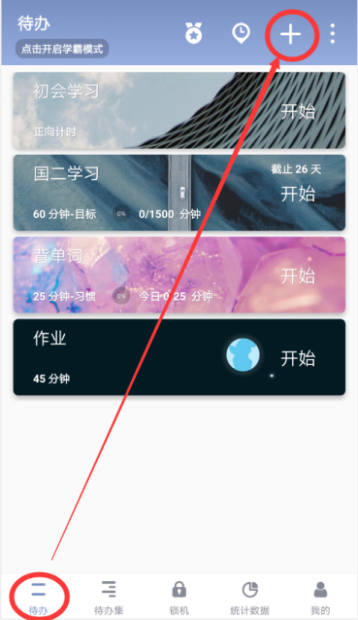 待办
点击开启学霸模式
初会学习
开始
正向计时
国二学习
截止 26 天
开始
60 分钟-目标 0% 0/1500 分钟
背单词
开始
25 分钟-习惯 0% 今日0/25 分钟
作业
开始
45 分钟
待办 待办集 锁机 统计数据 我的